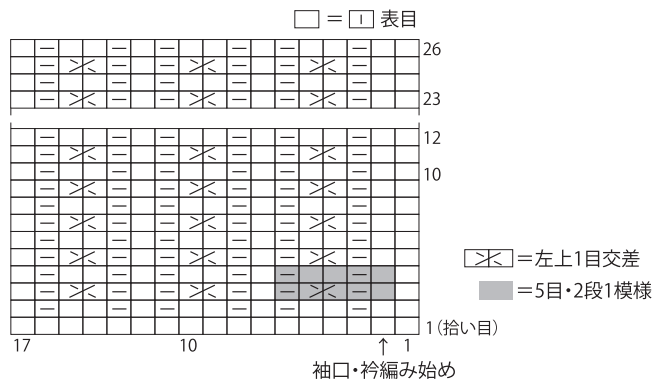 □ = | 表目
26
23
12
10
=左上1目交差
=5目・2段1模様
1(拾い目)
17 10 ↑ 1
袖口・衿編み始め